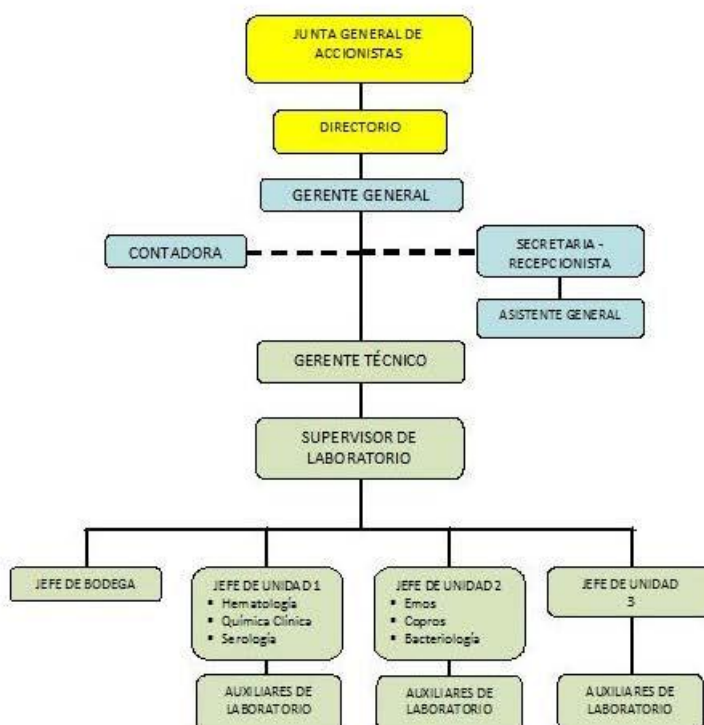 JUNTA GENERAL DE
ACCIONISTAS
DIRECTORIO
GERENTE GENERAL
CONTADORA
SECRETARIA -
RECEPCIONISTA
ASISTENTE GENERAL
GERENTE TÉCNICO
SUPERVISOR DE
LABORATORIO
JEFE DE BODEGA
JEFE DE UNIDAD 1
▪ Hematología
▪ Química Clínica
▪ Serología
JEFE DE UNIDAD 2
▪ Emos
▪ Copros
▪ Bacteriología
JEFE DE UNIDAD
3
AUXILIARES DE
LABORATORIO
AUXILIARES DE
LABORATORIO
AUXILIARES DE
LABORATORIO